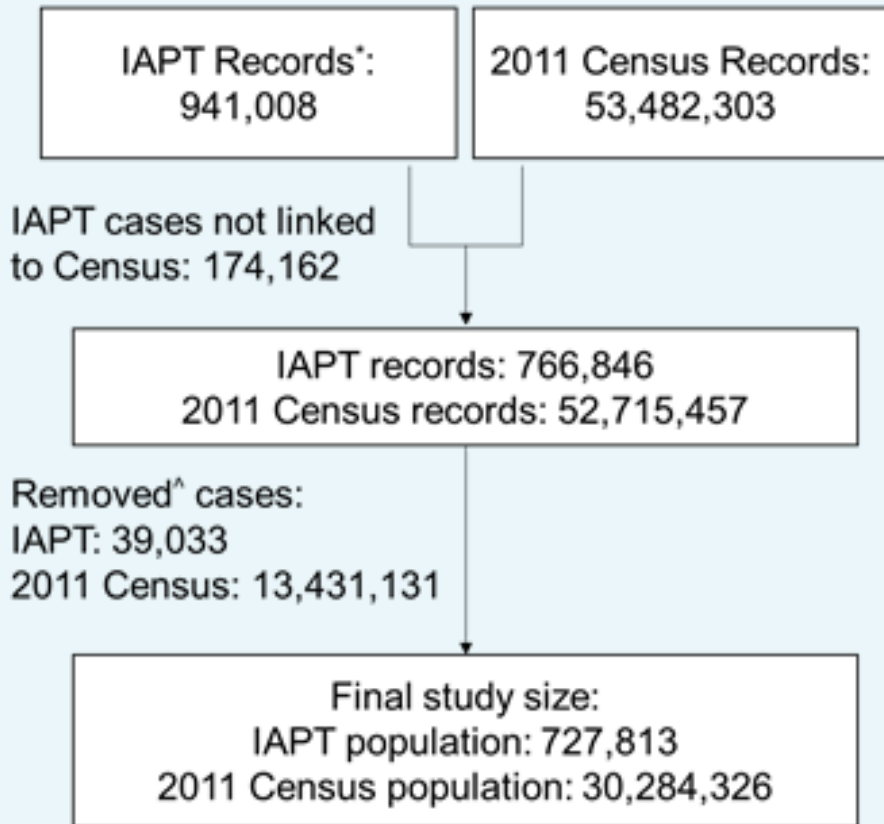 IAPT Records*:
941,008
2011 Census Records:
53,482,303
IAPT cases not linked
to Census: 174,162
IAPT records: 766,846
2011 Census records: 52,715,457
Removed^ cases:
IAPT: 39,033
2011 Census: 13,431,131
Final study size:
IAPT population: 727,813
2011 Census population: 30,284,326